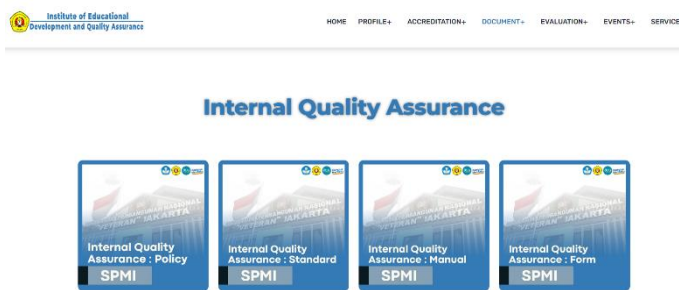 Institute of Educational
Development and Quality Assurance
HOME PROFILE+ ACCREDITATION+ DOCUMENT+ EVALUATION+ EVENTS+ SERVICE
Internal Quality Assurance
Internal Quality
Assurance : Policy
SPMI
Internal Quality
Assurance : Standard
SPMI
Internal Quality
Assurance : Manual
SPMI
Internal Quality
Assurance : Form
SPMI